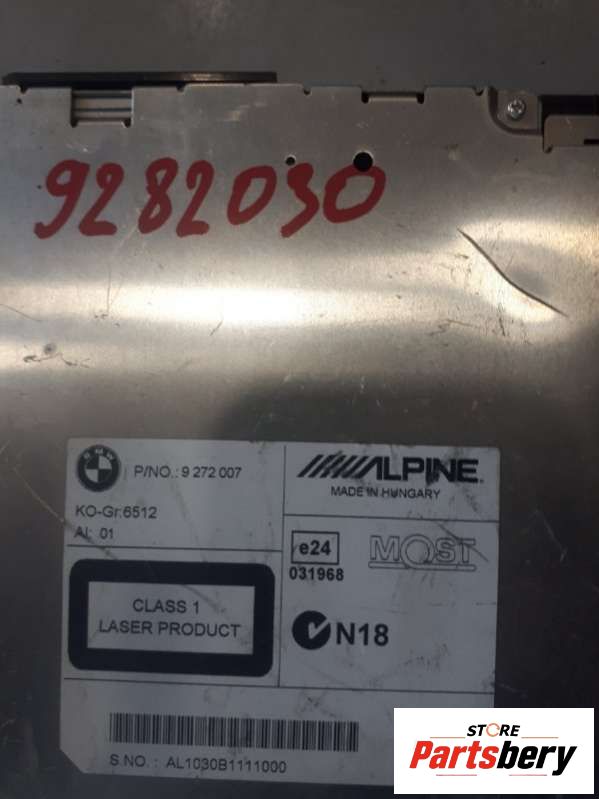 9282030
BMW
P/NO.: 9 272 007
KO-Gr:6512
AI: 01
ALPINE
MADE IN HUNGARY
e24
031968
MOST
CLASS 1
LASER PRODUCT
N18
S.NO. : AL1030B1111000
STORE
Partsbery